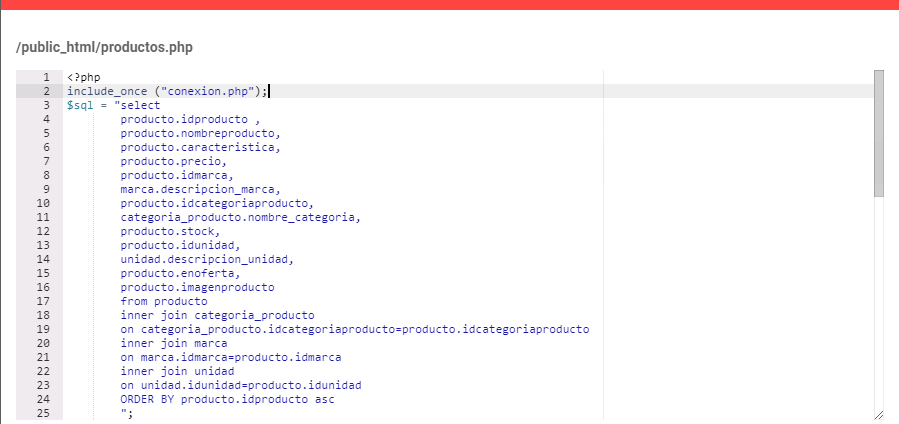 /public_html/productos.php
1 <?php
2 include_once ("conexion.php");
3 $sql = "select
4 producto.idproducto ,
5 producto.nombreproducto,
6 producto.caracteristica,
7 producto.precio,
8 producto.idmarca,
9 marca.descripcion_marca,
10 producto.idcategoriaproducto,
11 categoria_producto.nombre_categoria,
12 producto.stock,
13 producto.idunidad,
14 unidad.descripcion_unidad,
15 producto.enoferta,
16 producto.imagenproducto
17 from producto
18 inner join categoria_producto
19 on categoria_producto.idcategoriaproducto=producto.idcategoriaproducto
20 inner join marca
21 on marca.idmarca=producto.idmarca
22 inner join unidad
23 on unidad.idunidad=producto.idunidad
24 ORDER BY producto.idproducto asc
25 ";